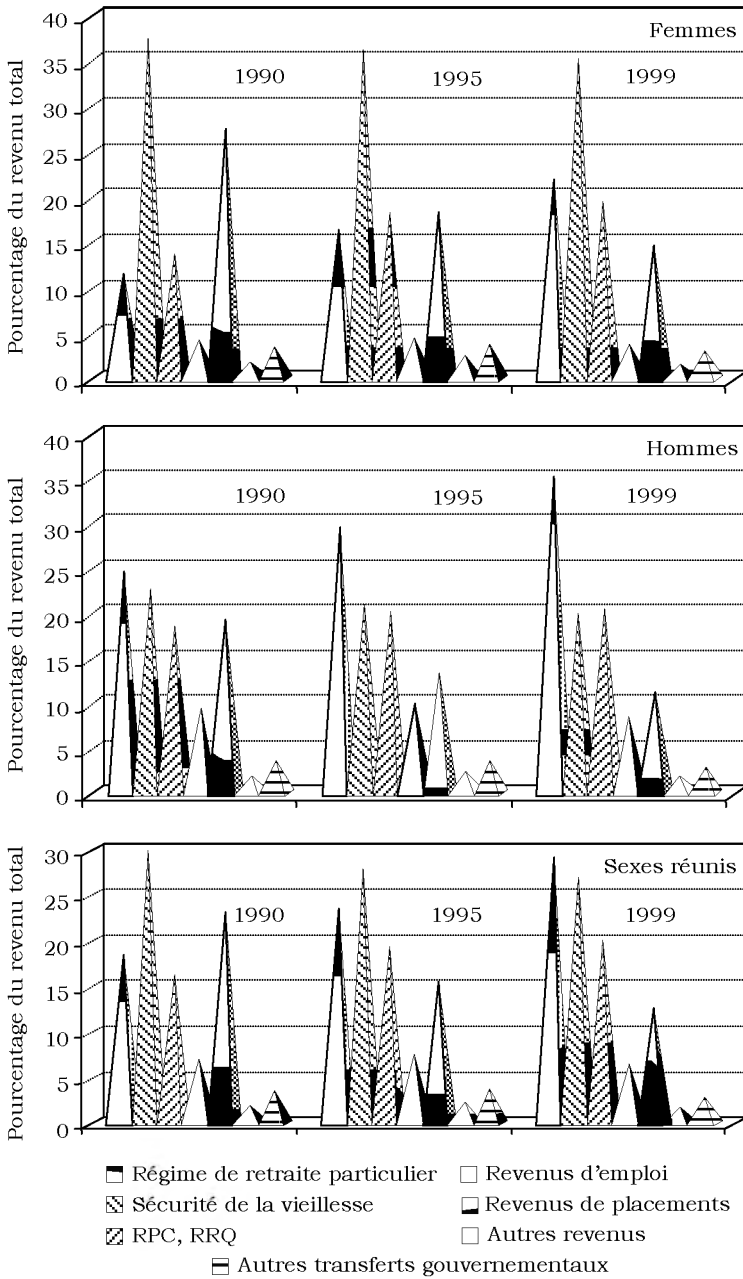 Pourcentage du revenu total
40
35
30
25
20
15
10
5
0
Femmes
1990
1995
1999
Pourcentage du revenu total
40
35
30
25
20
15
10
5
0
Hommes
1990
1995
1999
Pourcentage du revenu total
30
25
20
15
10
5
0
Sexes réunis
1990
1995
1999
Régime de retraite particulier
Revenus d'emploi
Sécurité de la vieillesse
Revenus de placements
RPC, RRQ
Autres revenus
Autres transferts gouvernementaux